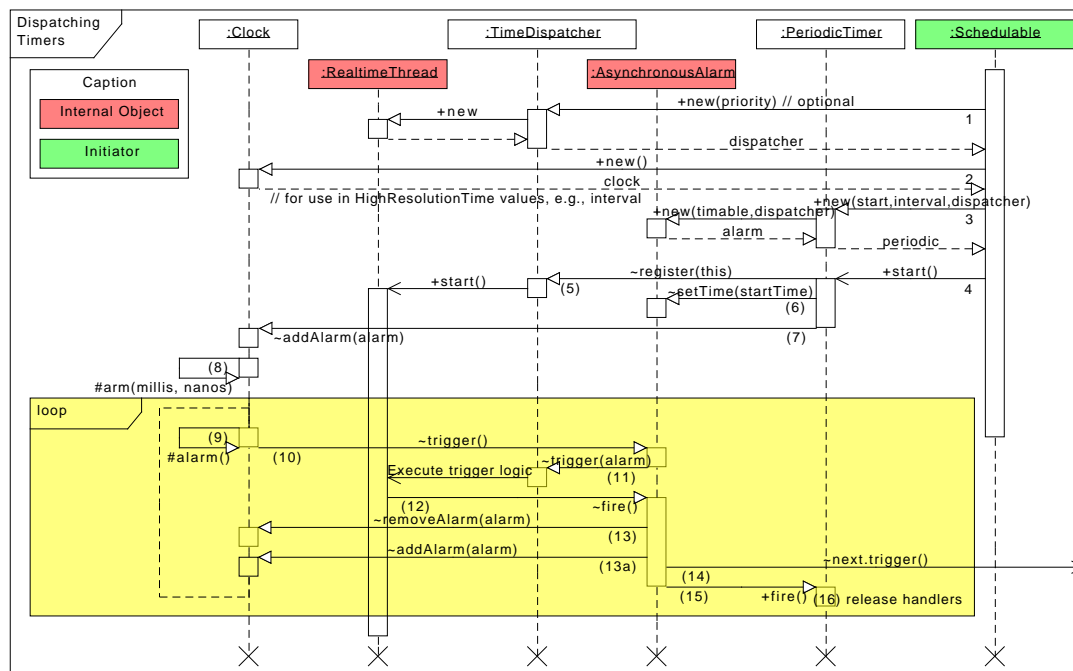 Dispatching
Timers
:Clock
:TimeDispatcher
:PeriodicTimer
:Schedulable
:RealtimeThread
:AsynchronousAlarm
Caption
Internal Object
Initiator
+new(priority) // optional
1
+new
dispatcher
+new()
2
clock
// for use in HighResolutionTime values, e.g., interval
+new(start,interval,dispatcher)
3
+new(timable,dispatcher)
alarm
periodic
~register(this)
+start()
4
+start()
(5)
~setTime(startTime)
(6)
~addAlarm(alarm)
(7)
(8)
#arm(millis, nanos)
loop
(9)
~trigger()
#alarm()
(10)
~trigger(alarm)
Execute trigger logic
(11)
(12)
~fire()
~removeAlarm(alarm)
(13)
~addAlarm(alarm)
(13a)
~next.trigger()
(14)
(15)
+fire()
(16) release handlers